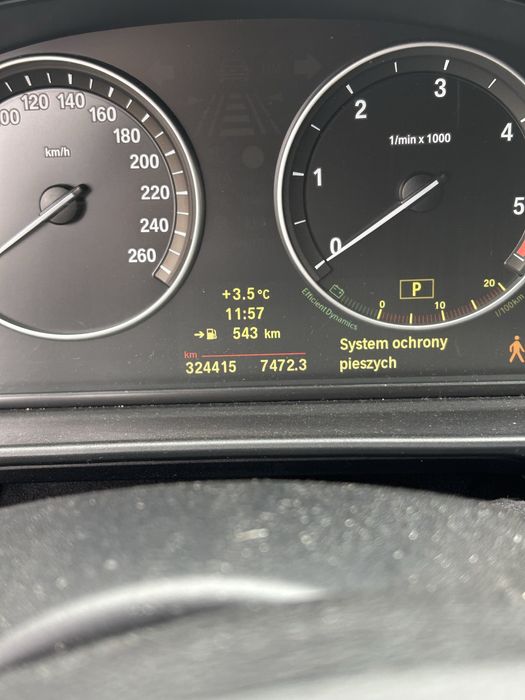 00 120 140
160
180
200
220
240
260
km/h
0
1
2
3
4
5
1/min x 1000
+3.5 °C
11:57
→ 543 km
km
324415 7472.3
P
EfficientDynamics
0 10 20
l/100km
System ochrony
pieszych